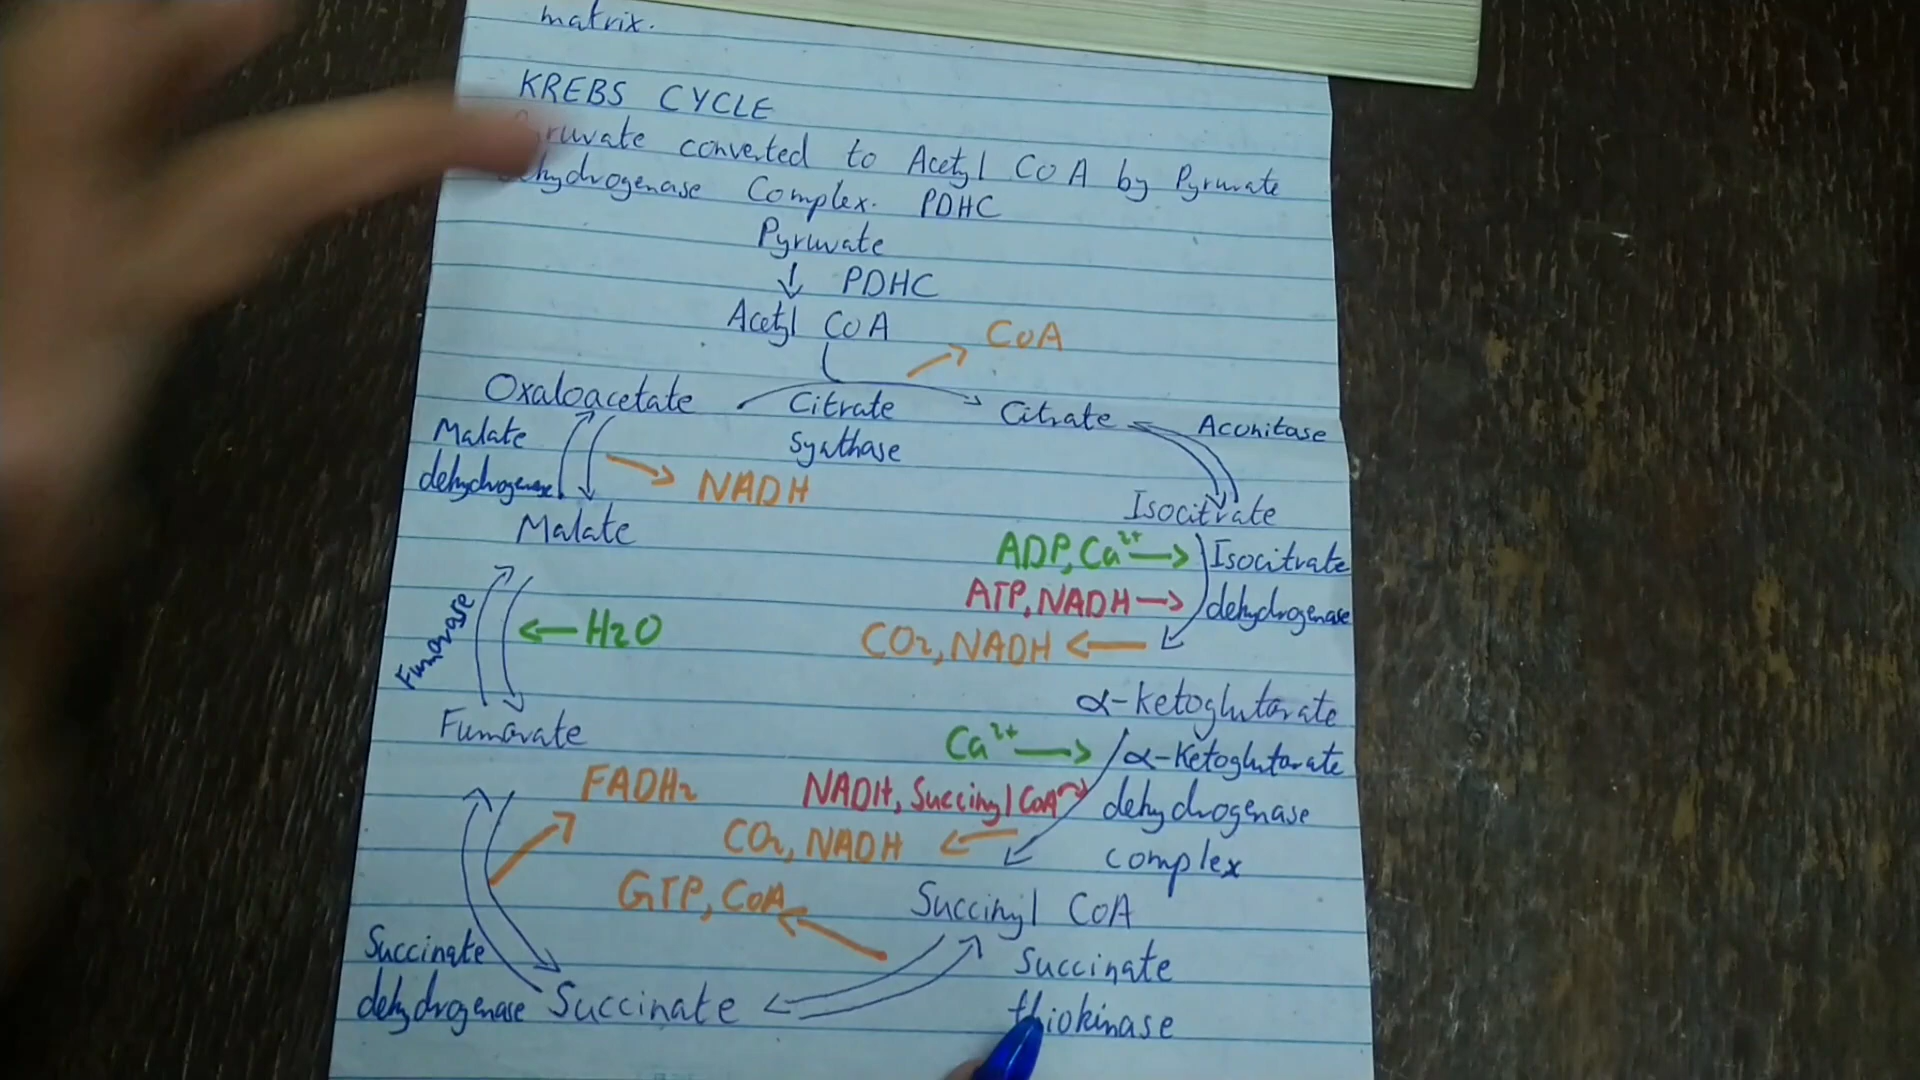 matrix.
KREBS CYCLE
Pyruvate converted to Acetyl CoA by Pyruvate
dehydrogenase Complex. PDHC
Pyruvate
PDHC
Acetyl CoA
CoA
Oxaloacetate
Citrate
synthase
Citrate
Aconitase
Malate
dehydrogenase
NADH
Malate
Isocitrate
ADP, Ca²⁺
Isocitrate
ATP, NADH
dehydrogenase
CO2, NADH
Fumarase
H2O
Fumarate
α-ketoglutarate
Ca²⁺
α-Ketoglutarate
dehydrogenase
complex
NADH, Succinyl CoA
FADH2
CO2, NADH
GTP, CoA
Succinyl CoA
Succinate
thiokinase
Succinate
dehydrogenase
Succinate